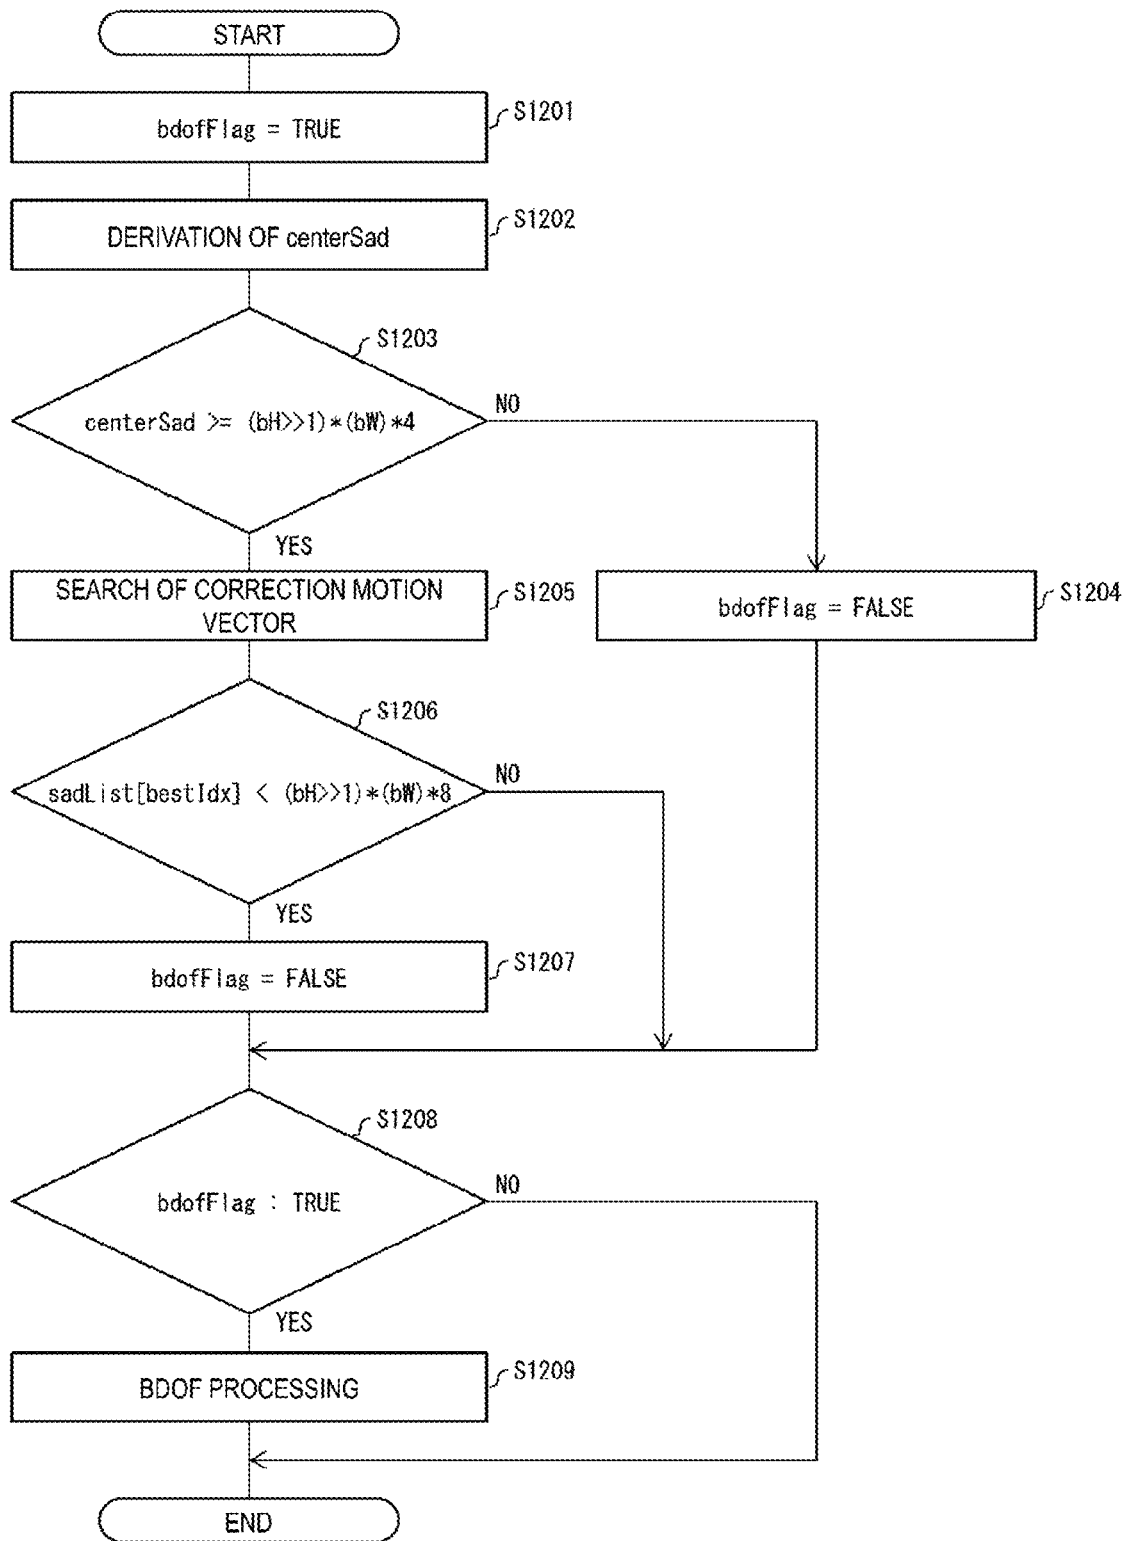 START
bdofFlag = TRUE
S1201
DERIVATION OF centerSad
S1202
S1203
centerSad >= (bH>>1)*(bW)*4
NO
YES
SEARCH OF CORRECTION MOTION
VECTOR
S1205
bdofFlag = FALSE
S1204
S1206
sadList[bestIdx] < (bH>>1)*(bW)*8
NO
YES
bdofFlag = FALSE
S1207
S1208
bdofFlag : TRUE
NO
YES
BDOF PROCESSING
S1209
END